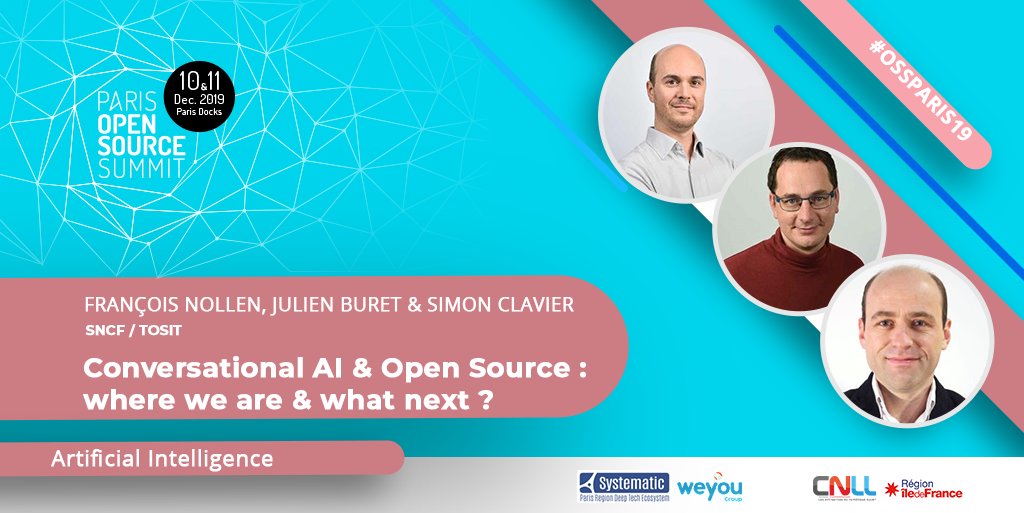 PARIS
OPEN
SOURCE
SUMMIT
10&11
Dec. 2019
Paris Docks
#OSSPARIS19
FRANÇOIS NOLLEN, JULIEN BURET & SIMON CLAVIER
SNCF / TOSIT
Conversational AI & Open Source :
where we are & what next ?
Artificial Intelligence
Systematic
Paris Region Deep Tech Ecosystem
weyou
Group
CNLL
Région
îledeFrance